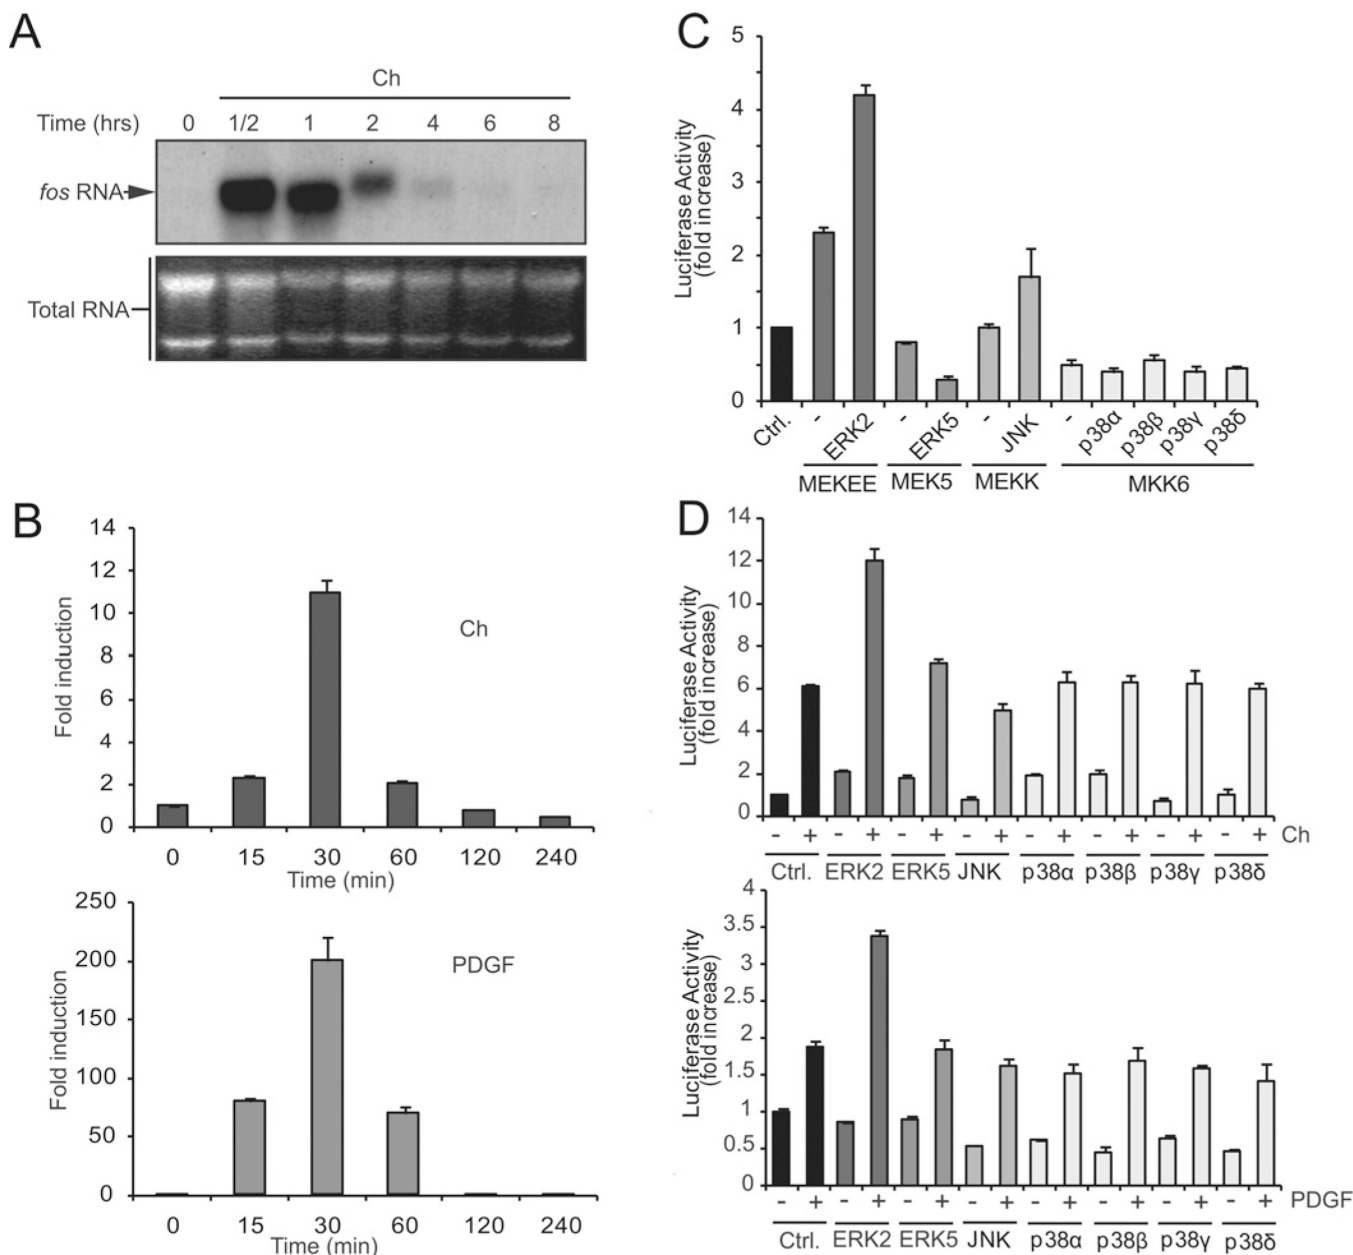 A
Ch
Time (hrs) 0 1/2 1 2 4 6 8
fos RNA
Total RNA
B
14
12
10
8
6
4
2
0
Fold induction
Ch
0 15 30 60 120 240
Time (min)
250
200
150
100
50
0
Fold induction
PDGF
0 15 30 60 120 240
Time (min)
C
5
4
3
2
1
0
Luciferase Activity
(fold increase)
Ctrl. - ERK2 - ERK5 - JNK - p38α p38β p38γ p38δ
MEKEE MEK5 MEKK MKK6
D
14
12
10
8
6
4
2
0
Luciferase Activity
(fold increase)
- + - + - + - + - + - + - + - + Ch
Ctrl. ERK2 ERK5 JNK p38α p38β p38γ p38δ
4
3.5
3
2.5
2
1.5
1
0.5
0
Luciferase Activity
(fold increase)
- + - + - + - + - + - + - + - + PDGF
Ctrl. ERK2 ERK5 JNK p38α p38β p38γ p38δ